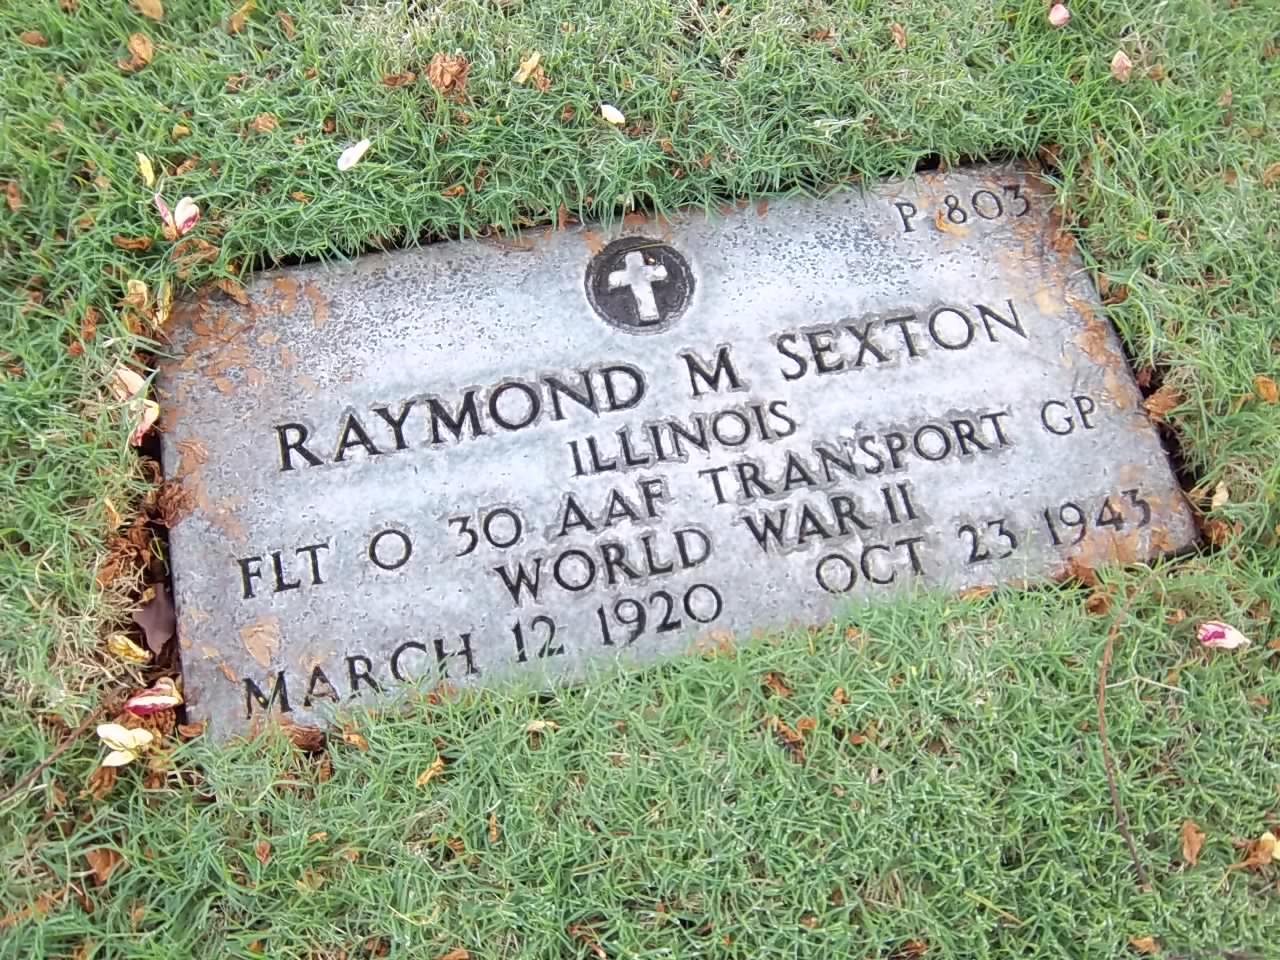 P 803
RAYMOND M SEXTON
ILLINOIS
FLT O 30 AAF TRANSPORT GP
WORLD WAR II
MARCH 12 1920 OCT 23 1943